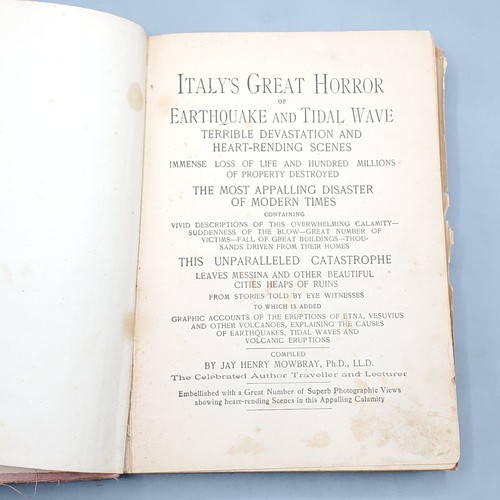 ITALY'S GREAT HORROR
OF
EARTHQUAKE AND TIDAL WAVE
TERRIBLE DEVASTATION AND
HEART-RENDING SCENES
IMMENSE LOSS OF LIFE AND HUNDRED MILLIONS
OF PROPERTY DESTROYED
THE MOST APPALLING DISASTER
OF MODERN TIMES
CONTAINING
VIVID DESCRIPTIONS OF THIS OVERWHELMING CALAMITY—
SUDDENNESS OF THE BLOW—GREAT NUMBER OF
VICTIMS—FALL OF GREAT BUILDINGS—THOU-
SANDS DRIVEN FROM THEIR HOMES
THIS UNPARALLELED CATASTROPHE
LEAVES MESSINA AND OTHER BEAUTIFUL
CITIES HEAPS OF RUINS
FROM STORIES TOLD BY EYE WITNESSES
TO WHICH IS ADDED
GRAPHIC ACCOUNTS OF THE ERUPTIONS OF ETNA, VESUVIUS
AND OTHER VOLCANOES, EXPLAINING THE CAUSES
OF EARTHQUAKES, TIDAL WAVES AND
VOLCANIC ERUPTIONS
COMPILED
BY JAY HENRY MOWBRAY, Ph.D., LL.D.
The Celebrated Author Traveller and Lecturer
Embellished with a Great Number of Superb Photographic Views
showing heart-rending Scenes in this Appalling Calamity